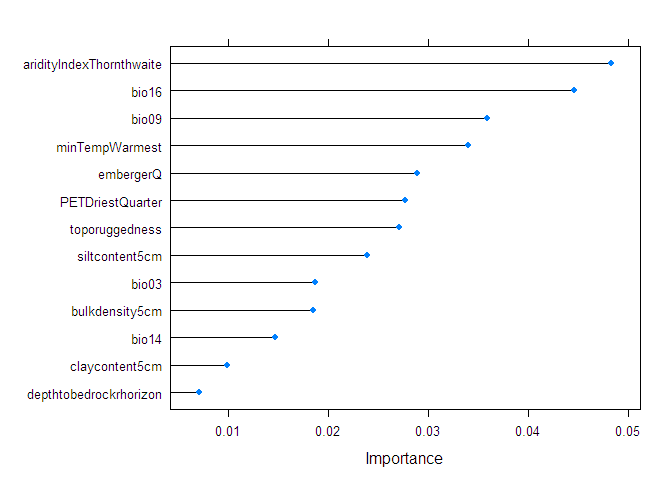 aridityIndexThornthwaite
bio16
bio09
minTempWarmest
embergerQ
PETDriestQuarter
toporuggedness
siltcontent5cm
bio03
bulkdensity5cm
bio14
claycontent5cm
depthtobedrockrhorizon
0.01 0.02 0.03 0.04 0.05
Importance